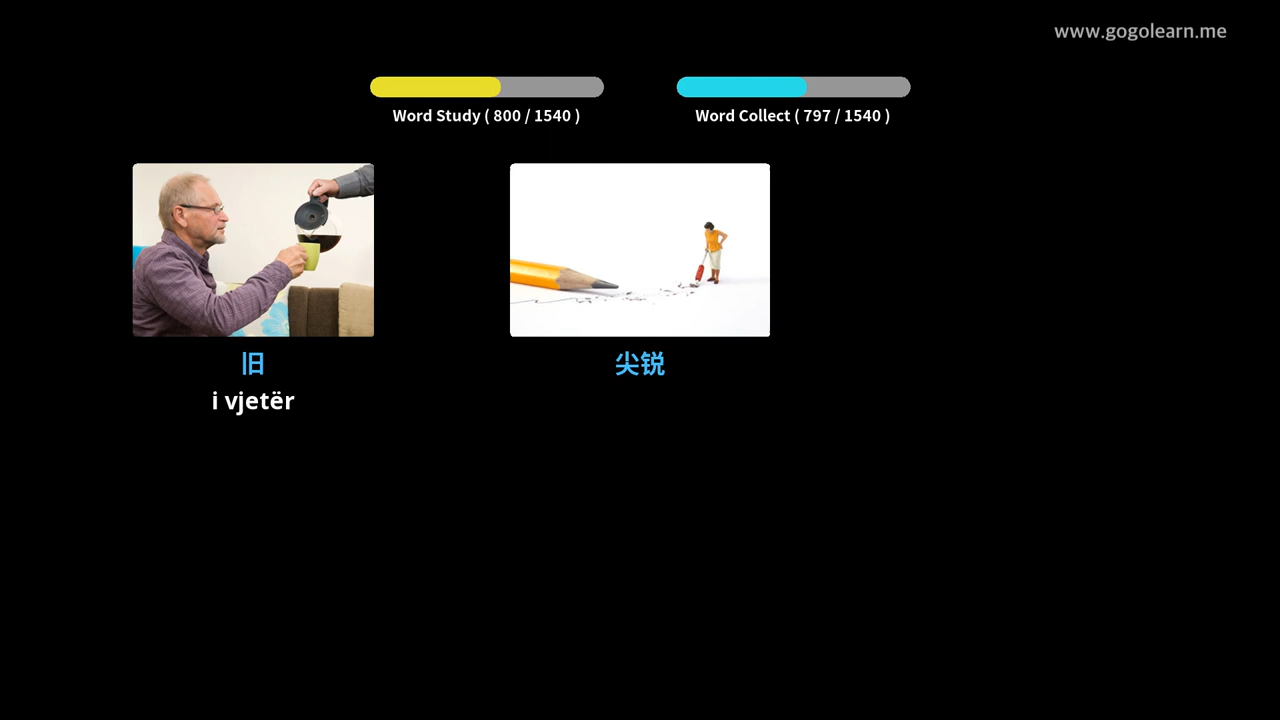 www.gogolearn.me
Word Study ( 800 / 1540 )
Word Collect ( 797 / 1540 )
旧
i vjetër
尖锐